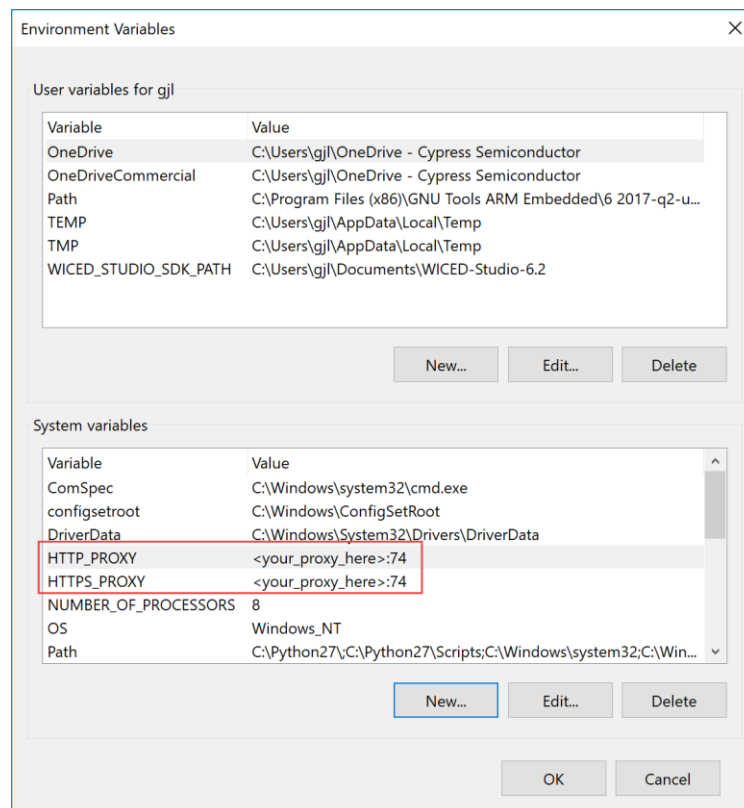 Environment Variables
User variables for gjl
Variable Value
OneDrive C:\Users\gjl\OneDrive - Cypress Semiconductor
OneDriveCommercial C:\Users\gjl\OneDrive - Cypress Semiconductor
Path C:\Program Files (x86)\GNU Tools ARM Embedded\6 2017-q2-u...
TEMP C:\Users\gjl\AppData\Local\Temp
TMP C:\Users\gjl\AppData\Local\Temp
WICED_STUDIO_SDK_PATH C:\Users\gjl\Documents\WICED-Studio-6.2
New... Edit... Delete
System variables
Variable Value
ComSpec C:\Windows\system32\cmd.exe
configsetroot C:\Windows\ConfigSetRoot
DriverData C:\Windows\System32\Drivers\DriverData
HTTP_PROXY <your_proxy_here>:74
HTTPS_PROXY <your_proxy_here>:74
NUMBER_OF_PROCESSORS 8
OS Windows_NT
Path C:\Python27\;C:\Python27\Scripts;C:\Windows\system32;C:\Win...
New... Edit... Delete
OK Cancel